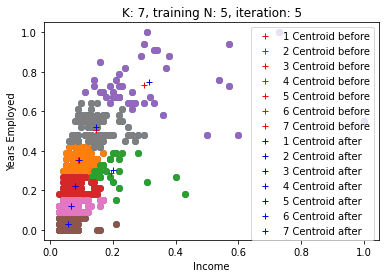 K: 7, training N: 5, iteration: 5
1.0
0.8
0.6
0.4
0.2
0.0
Years Employed
1 Centroid before
2 Centroid before
3 Centroid before
4 Centroid before
5 Centroid before
6 Centroid before
7 Centroid before
1 Centroid after
2 Centroid after
3 Centroid after
4 Centroid after
5 Centroid after
6 Centroid after
7 Centroid after
0.0 0.2 0.4 0.6 0.8 1.0
Income